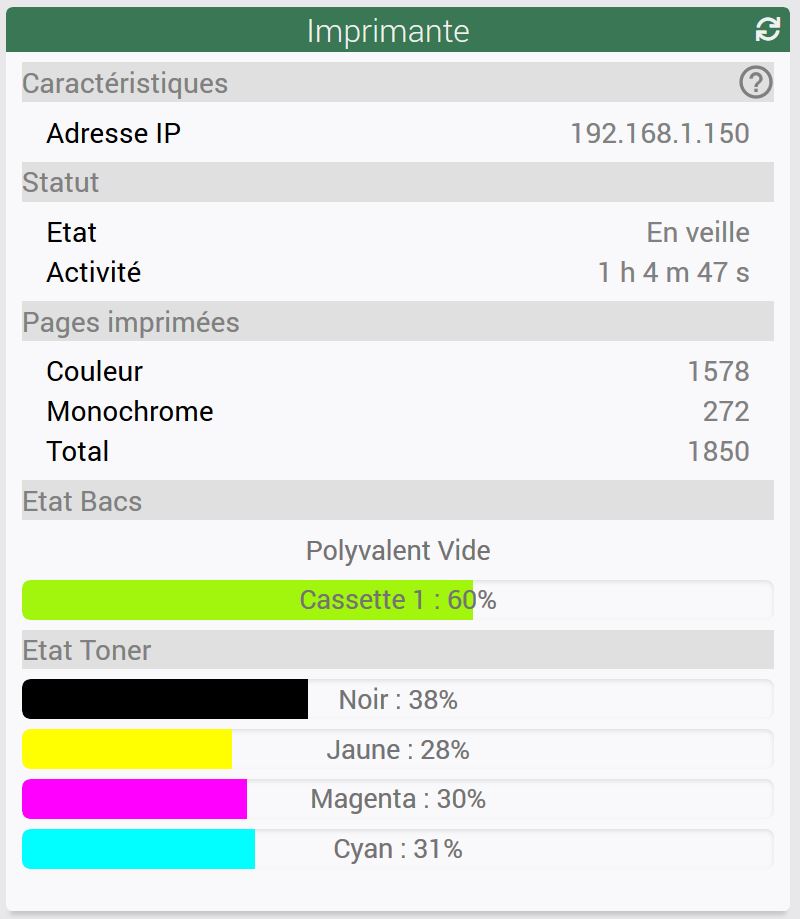 Imprimante
Caractéristiques ?
Adresse IP 192.168.1.150
Statut
Etat En veille
Activité 1 h 4 m 47 s
Pages imprimées
Couleur 1578
Monochrome 272
Total 1850
Etat Bacs
Polyvalent Vide
Cassette 1 : 60%
Etat Toner
Noir : 38%
Jaune : 28%
Magenta : 30%
Cyan : 31%